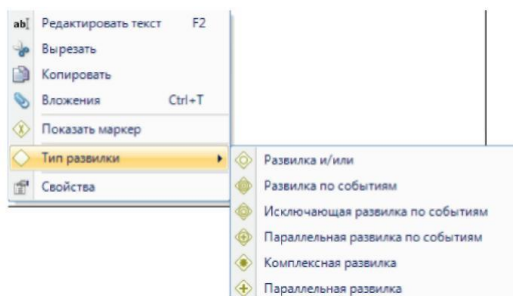 ab Редактировать текст F2
Вырезать
Копировать
Вложения Ctrl+T
Показать маркер
Тип развилки
Свойства
Развилка и/или
Развилка по событиям
Исключающая развилка по событиям
Параллельная развилка по событиям
Комплексная развилка
Параллельная развилка